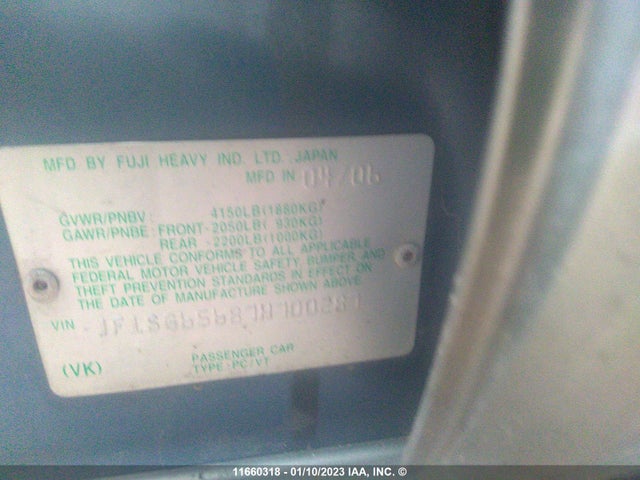 MFD BY FUJI HEAVY IND. LTD. JAPAN
MFD IN 04/06
GVWR/PNBV : 4150LB(1880KG)
GAWR/PNBE : FRONT-2050LB( 930KG)
REAR -2200LB(1000KG)
THIS VEHICLE CONFORMS TO ALL APPLICABLE
FEDERAL MOTOR VEHICLE SAFETY BUMPER AND
THEFT PREVENTION STANDARDS IN EFFECT ON
THE DATE OF MANUFACTURE SHOWN ABOVE.
VIN
(VK)
PASSENGER CAR
TYPE-PC/VT
11660318 - 01/10/2023 IAA, INC. ©